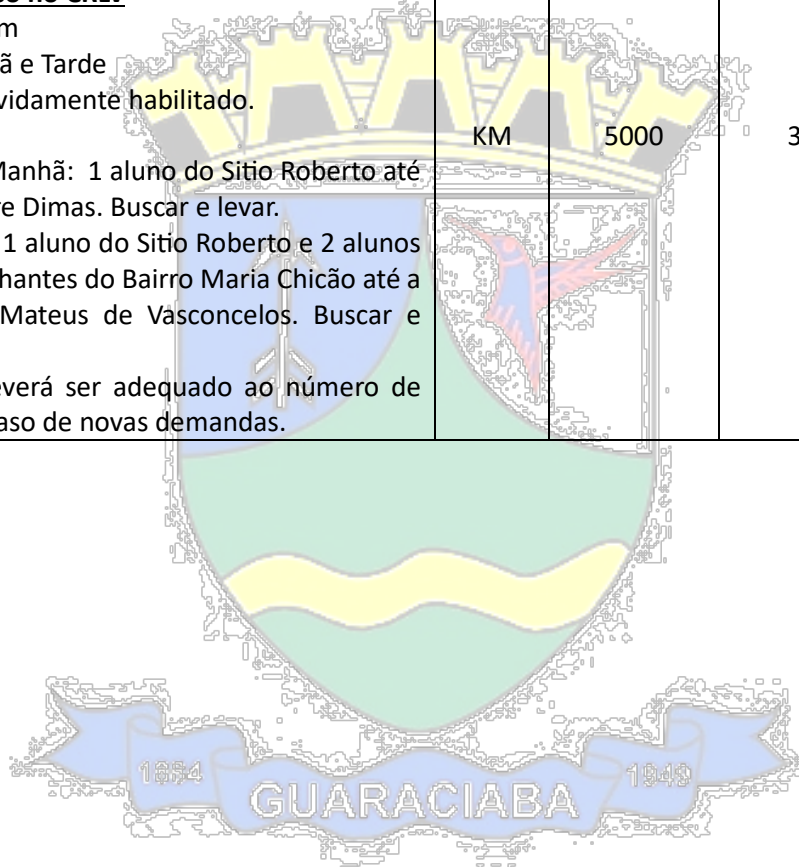 m
ã e Tarde
vidamente habilitado.
KM 5000 3
Manhã: 1 aluno do Sitio Roberto até
re Dimas. Buscar e levar.
1 aluno do Sitio Roberto e 2 alunos
hantes do Bairro Maria Chicão até a
Mateus de Vasconcelos. Buscar e
everá ser adequado ao número de
aso de novas demandas.
1884 1949
GUARACIABA